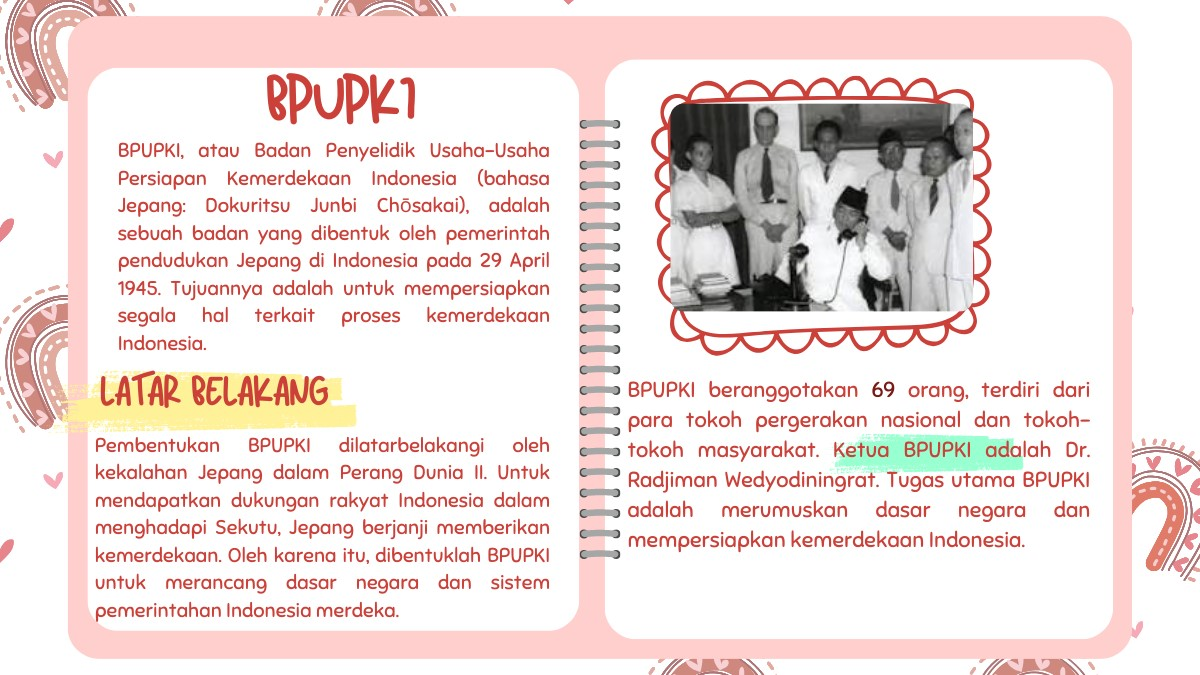 BPUPK1
BPUPKI, atau Badan Penyelidik Usaha-Usaha
Persiapan Kemerdekaan Indonesia (bahasa
Jepang: Dokuritsu Junbi Chōsakai), adalah
sebuah badan yang dibentuk oleh pemerintah
pendudukan Jepang di Indonesia pada 29 April
1945. Tujuannya adalah untuk mempersiapkan
segala hal terkait proses kemerdekaan
Indonesia.
LATAR BELAKANG
Pembentukan BPUPKI dilatarbelakangi oleh
kekalahan Jepang dalam Perang Dunia II. Untuk
mendapatkan dukungan rakyat Indonesia dalam
menghadapi Sekutu, Jepang berjanji memberikan
kemerdekaan. Oleh karena itu, dibentuklah BPUPKI
untuk merancang dasar negara dan sistem
pemerintahan Indonesia merdeka.
BPUPKI beranggotakan 69 orang, terdiri dari
para tokoh pergerakan nasional dan tokoh-
tokoh masyarakat. Ketua BPUPKI adalah Dr.
Radjiman Wedyodiningrat. Tugas utama BPUPKI
adalah merumuskan dasar negara dan
mempersiapkan kemerdekaan Indonesia.